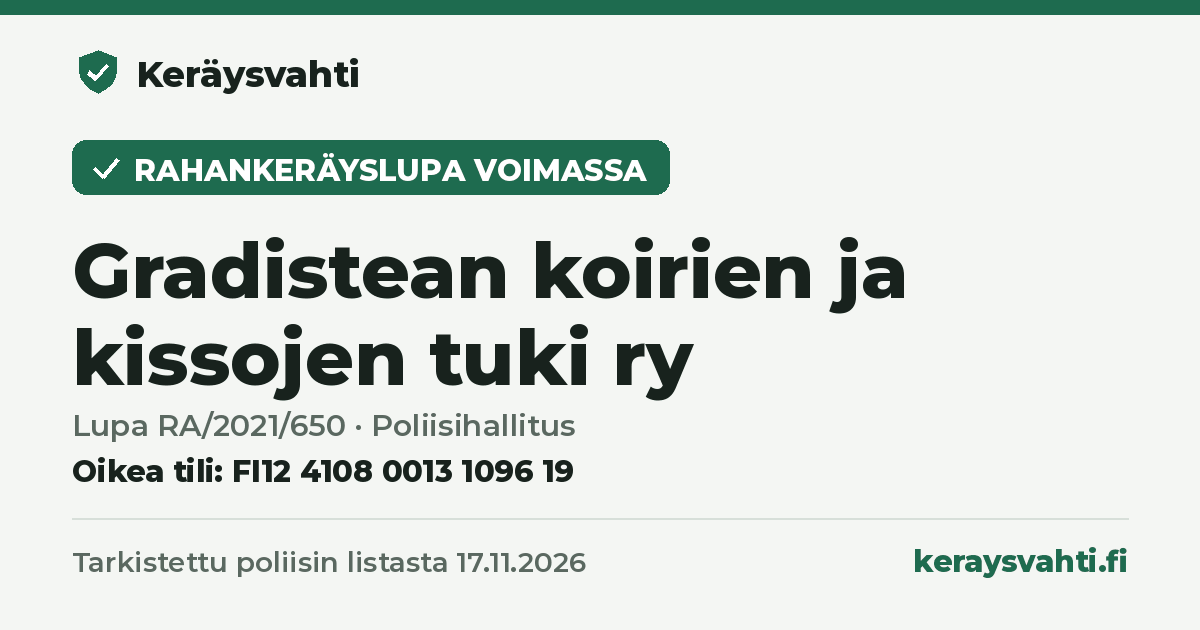 Keräysvahti
RAHANKERÄYSLUPA VOIMASSA
Gradistean koirien ja
kissojen tuki ry
Lupa RA/2021/650 · Poliisihallitus
Oikea tili: FI12 4108 0013 1096 19
Tarkistettu poliisin listasta 17.11.2026
keraysvahti.fi